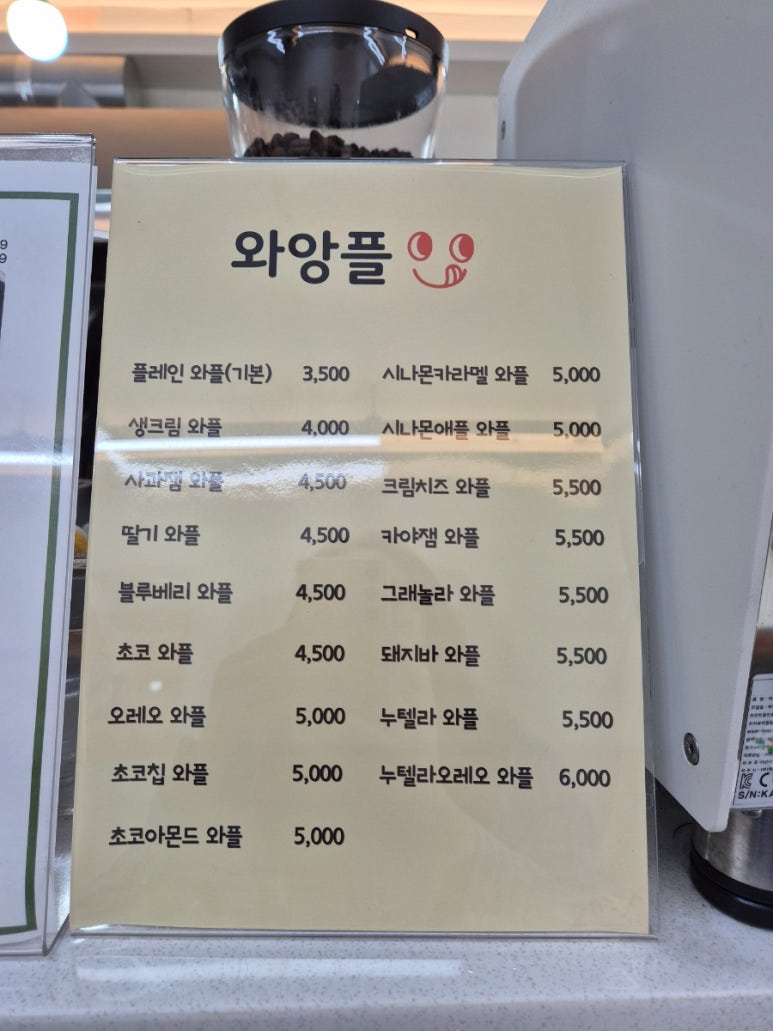 와앙플
플레인 와플(기본) 3,500
생크림 와플 4,000
사과잼 와플 4,500
딸기 와플 4,500
블루베리 와플 4,500
초코 와플 4,500
오레오 와플 5,000
초코칩 와플 5,000
초코아몬드 와플 5,000
시나몬카라멜 와플 5,000
시나몬애플 와플 5,000
크림치즈 와플 5,500
카야잼 와플 5,500
그래놀라 와플 5,500
돼지바 와플 5,500
누텔라 와플 5,500
누텔라오레오 와플 6,000
9
9
S/N:KA